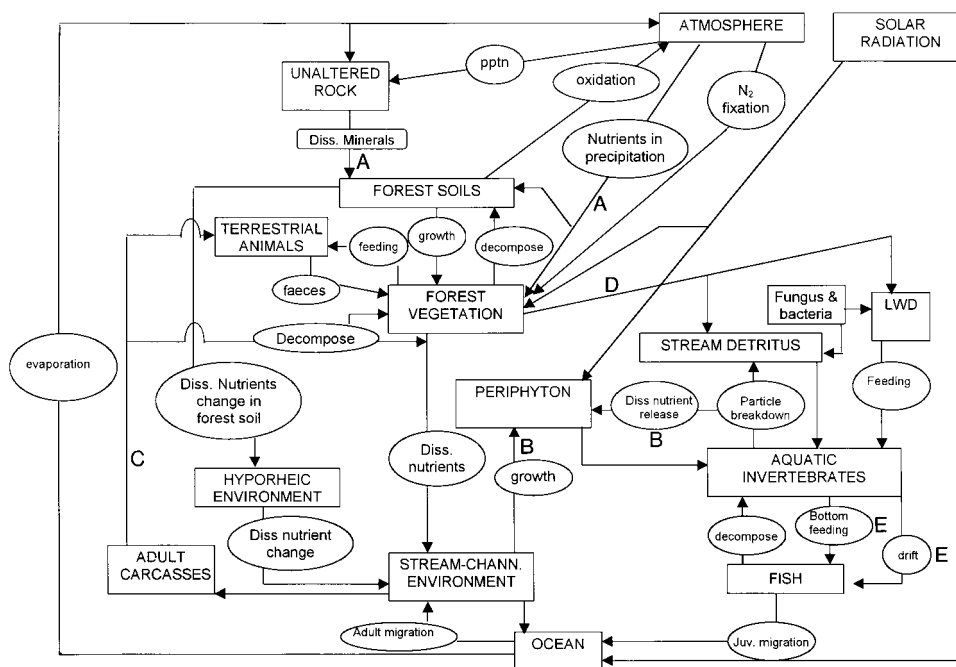 ATMOSPHERE
SOLAR
RADIATION
pptn
UNALTERED
ROCK
oxidation
N₂
fixation
Diss. Minerals
Nutrients in
precipitation
A
FOREST SOILS
A
TERRESTRIAL
ANIMALS
feeding
growth
decompose
faeces
FOREST
VEGETATION
D
Fungus &
bacteria
LWD
Decompose
STREAM DETRITUS
evaporation
Diss. Nutrients
change in
forest soil
PERIPHYTON
Diss nutrient
release
Particle
breakdown
Feeding
B
B
C
Diss.
nutrients
growth
AQUATIC
INVERTEBRATES
HYPORHEIC
ENVIRONMENT
Diss nutrient
change
decompose
Bottom
feeding
E
drift
E
ADULT
CARCASSES
STREAM-CHANN.
ENVIRONMENT
FISH
Adult migration
OCEAN
Juv. migration